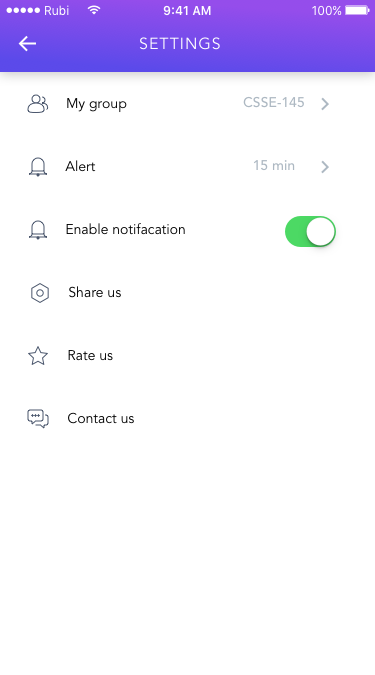 Rubi 9:41 AM 100%
SETTINGS
My group CSSE-145
Alert 15 min
Enable notifacation
Share us
Rate us
Contact us